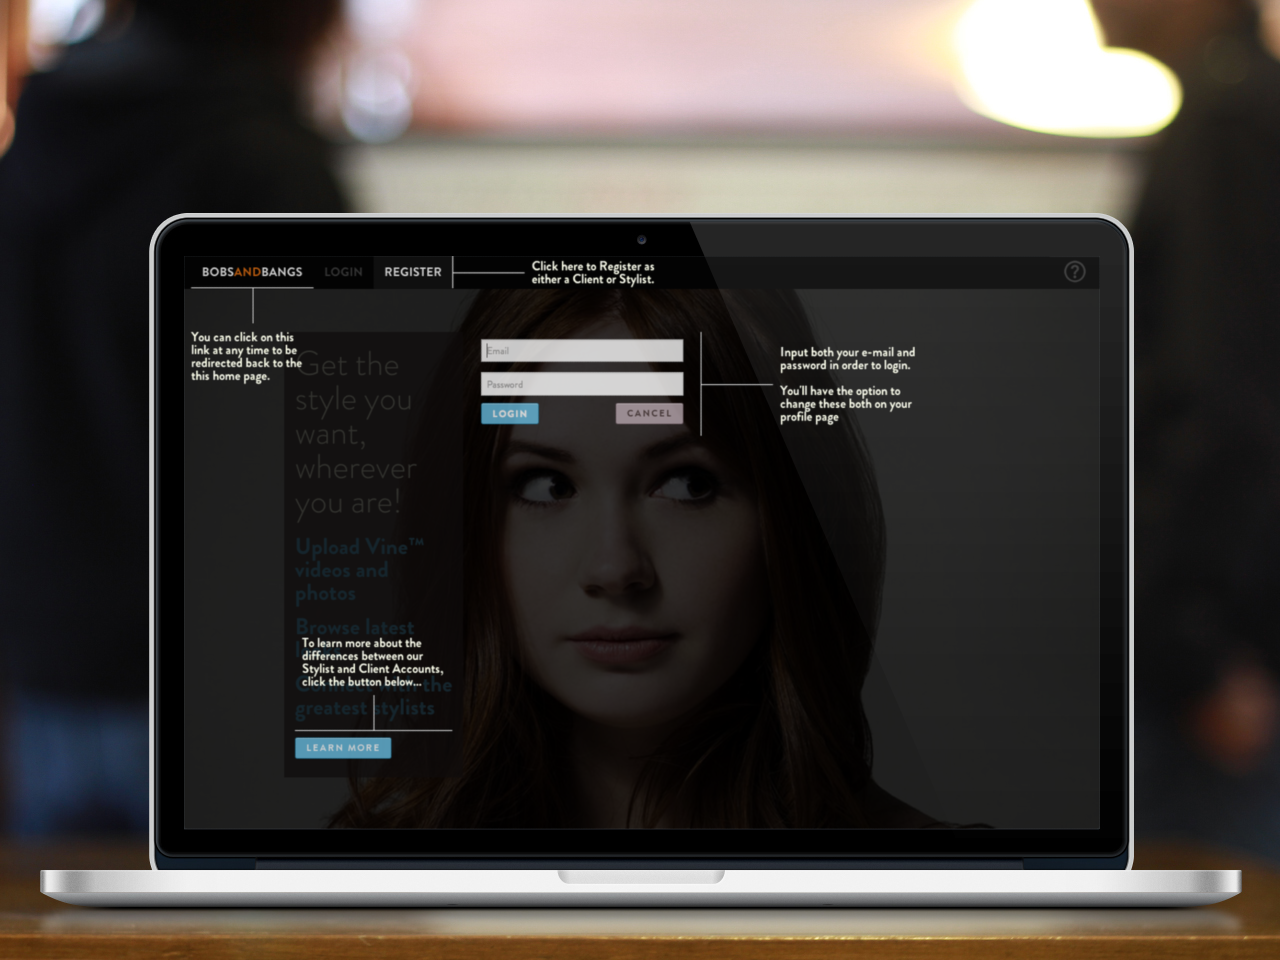 BOBSANDBANGS LOGIN REGISTER
Click here to Register as
either a Client or Stylist.
?
You can click on this
link at any time to be
redirected back to the
this home page.
Email
Password
LOGIN CANCEL
Input both your e-mail and
password in order to login.
You'll have the option to
change these both on your
profile page
Get the
style you
want,
wherever
you are!
Upload Vine™
videos and
photos
Browse latest
To learn more about the
differences between our
Stylist and Client Accounts,
click the button below...
Connect with the
greatest stylists
LEARN MORE